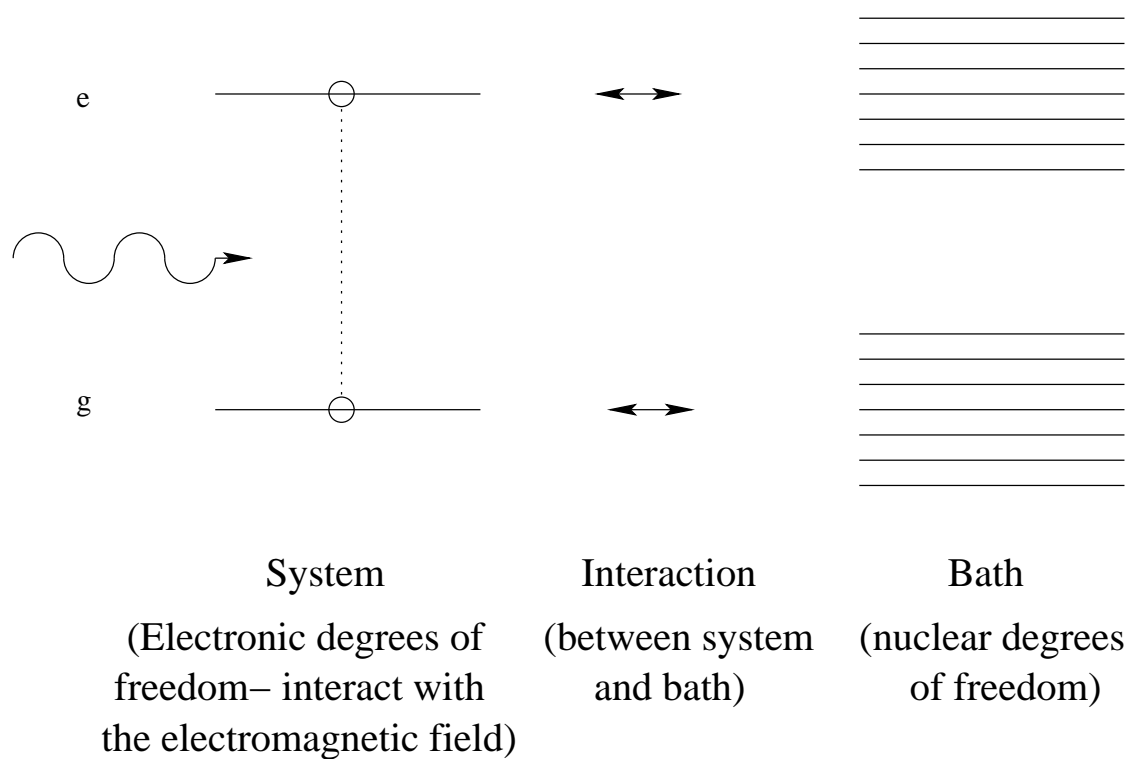 e
g
System
Interaction
Bath
(Electronic degrees of
freedom– interact with
the electromagnetic field)
(between system
and bath)
(nuclear degrees
of freedom)